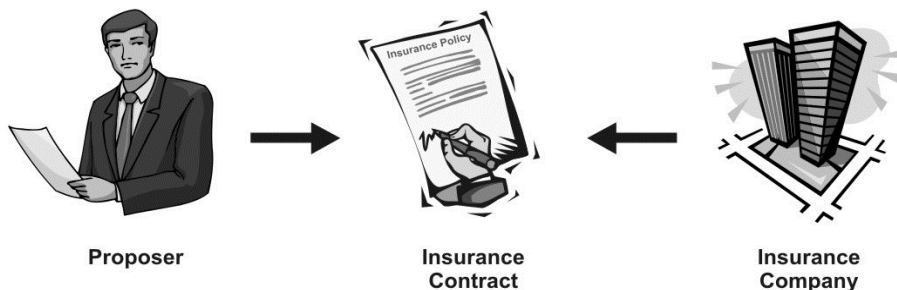 Insurance Policy
Proposer
Insurance
Contract
Insurance
Company